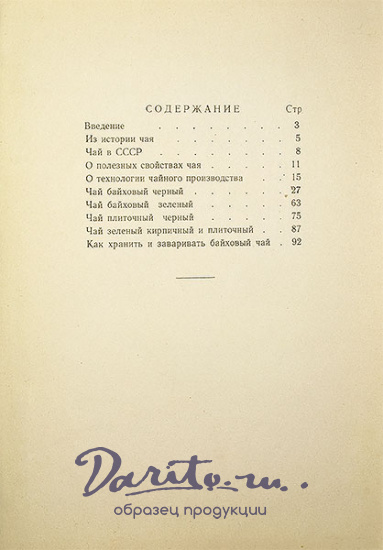 СОДЕРЖАНИЕ Стр
Введение . . . . . . . . 3
Из истории чая . . . . . . 5
Чай в СССР . . . . . . . 8
О полезных свойствах чая . . . . 11
О технологии чайного производства . . . 15
Чай байховый черный . . . . . 27
Чай байховый зеленый . . . . . 63
Чай плиточный черный . . . . . 75
Чай зеленый кирпичный и плиточный . . . 87
Как хранить и заваривать байховый чай . . 92
Darito.ru.
образец продукции